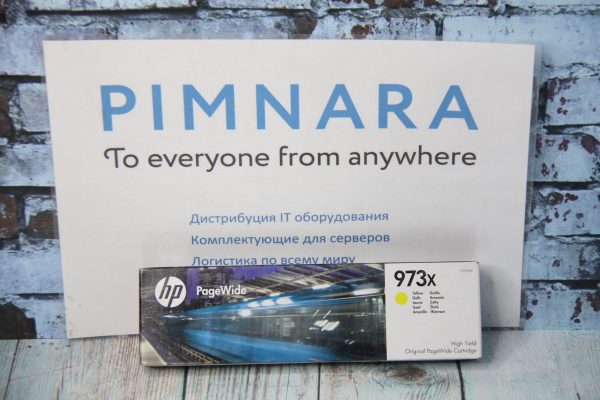 PIMNARA
To everyone from anywhere
Дистрибуция IT оборудования
Комплектующие для серверов
Логистика по всему миру
hp PageWide
973x
High Yield
Original PageWide Cartridge